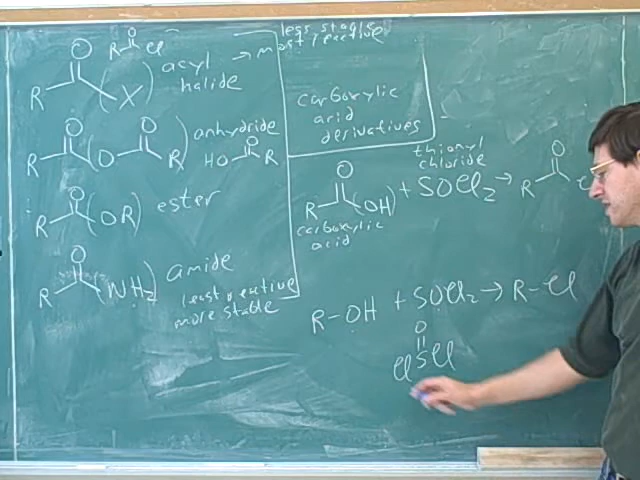 less stable
most reactive
O
R Cl
O
R (X)
acyl
halide
carboxylic
acid
derivatives
O O
R (O R)
anhydride
O
HO R
O
R (OR)
ester
O
R (NH2)
amide
least reactive
more stable
thionyl
chloride
O
R (OH) + SOCl2 → R
O
carboxylic
acid
R-OH + SOCl2 → R-Cl
O
Cl S Cl